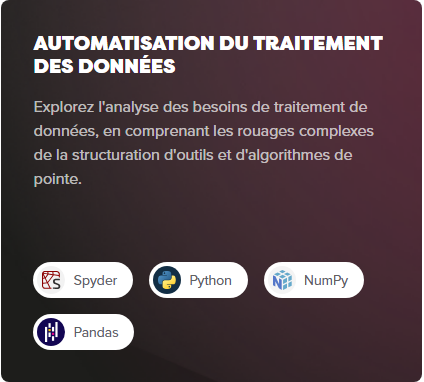 AUTOMATISATION DU TRAITEMENT
DES DONNÉES
Explorez l'analyse des besoins de traitement de
données, en comprenant les rouages complexes
de la structuration d'outils et d'algorithmes de
pointe.
Spyder
Python
NumPy
Pandas